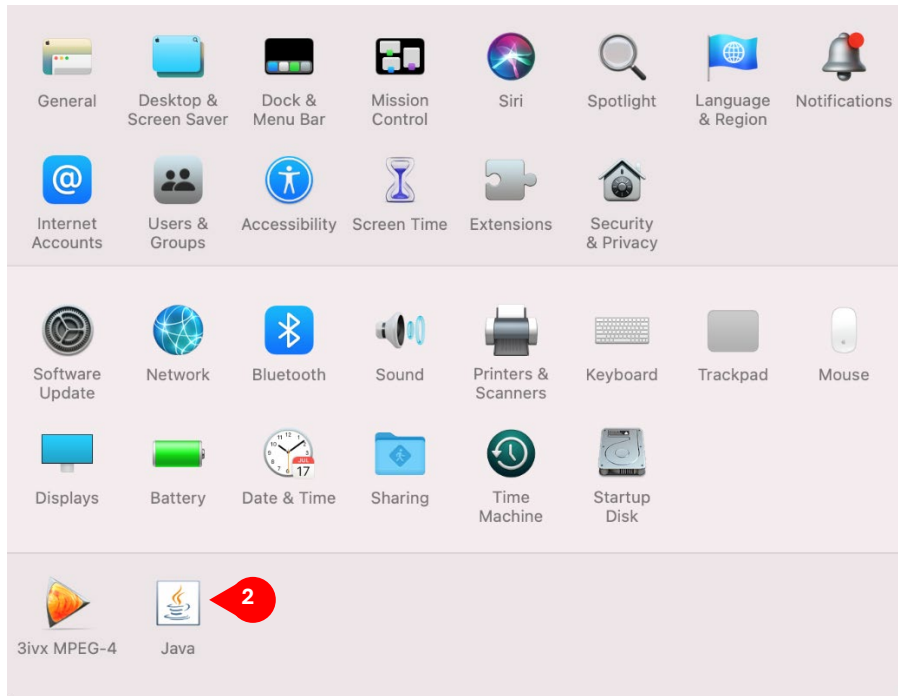 General
Desktop &
Screen Saver
Dock &
Menu Bar
Mission
Control
Siri
Spotlight
Language
& Region
Notifications
Internet
Accounts
Users &
Groups
Accessibility
Screen Time
Extensions
Security
& Privacy
Software
Update
Network
Bluetooth
Sound
Printers &
Scanners
Keyboard
Trackpad
Mouse
Displays
Battery
JUL
17
Date & Time
Sharing
Time
Machine
Startup
Disk
3ivx MPEG-4
Java
2